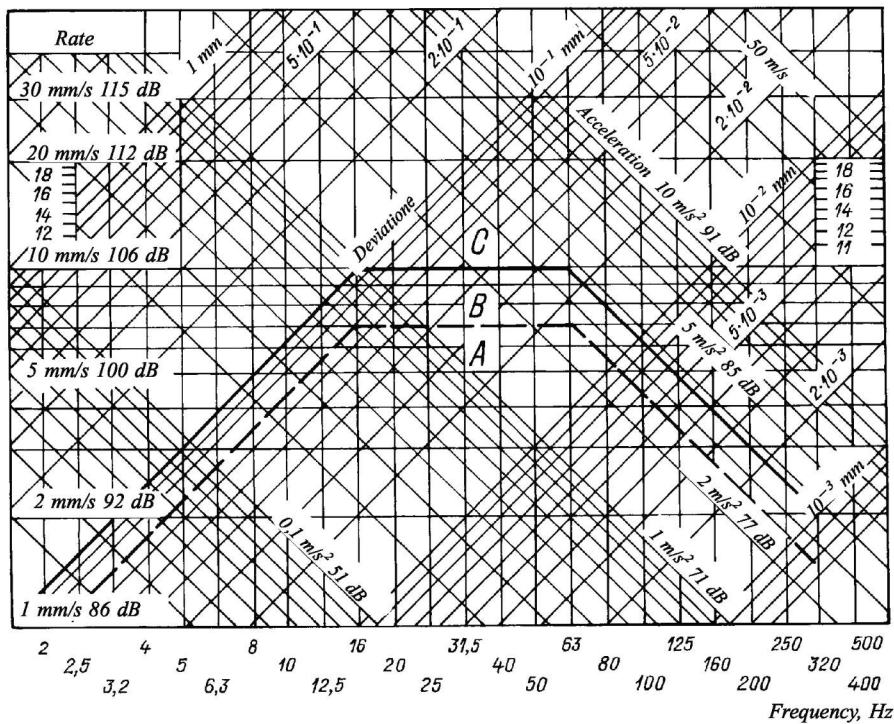 Rate
1 mm
5·10⁻¹
2·10⁻¹
10⁻¹ mm
5·10⁻²
50 m/s
2·10⁻²
30 mm/s 115 dB
20 mm/s 112 dB
18
16
14
12
10 mm/s 106 dB
Deviatione
Acceleration 10 m/s² 91 dB
10⁻² mm
18
16
14
12
11
C
B
A
5·10⁻³
5 m/s² 85 dB
2·10⁻³
5 mm/s 100 dB
2 mm/s 92 dB
0,1 m/s² 51 dB
2 m/s² 77 dB
10⁻³ mm
1 m/s² 71 dB
1 mm/s 86 dB
2 4 8 16 31,5 63 125 250 500
2,5 5 10 20 40 80 160 320
3,2 6,3 12,5 25 50 100 200 400
Frequency, Hz